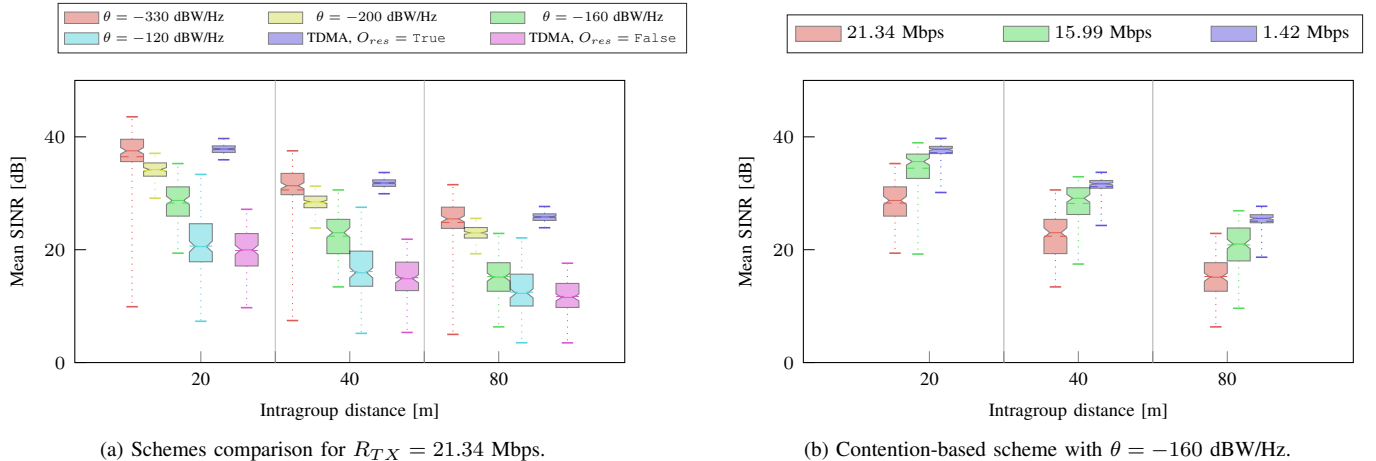 θ = −330 dBW/Hz θ = −200 dBW/Hz θ = −160 dBW/Hz
θ = −120 dBW/Hz TDMA, O_res = True TDMA, O_res = False
Mean SINR [dB]
40
20
0
20 40 80
Intragroup distance [m]
(a) Schemes comparison for R_TX = 21.34 Mbps.
21.34 Mbps 15.99 Mbps 1.42 Mbps
Mean SINR [dB]
40
20
0
20 40 80
Intragroup distance [m]
(b) Contention-based scheme with θ = −160 dBW/Hz.